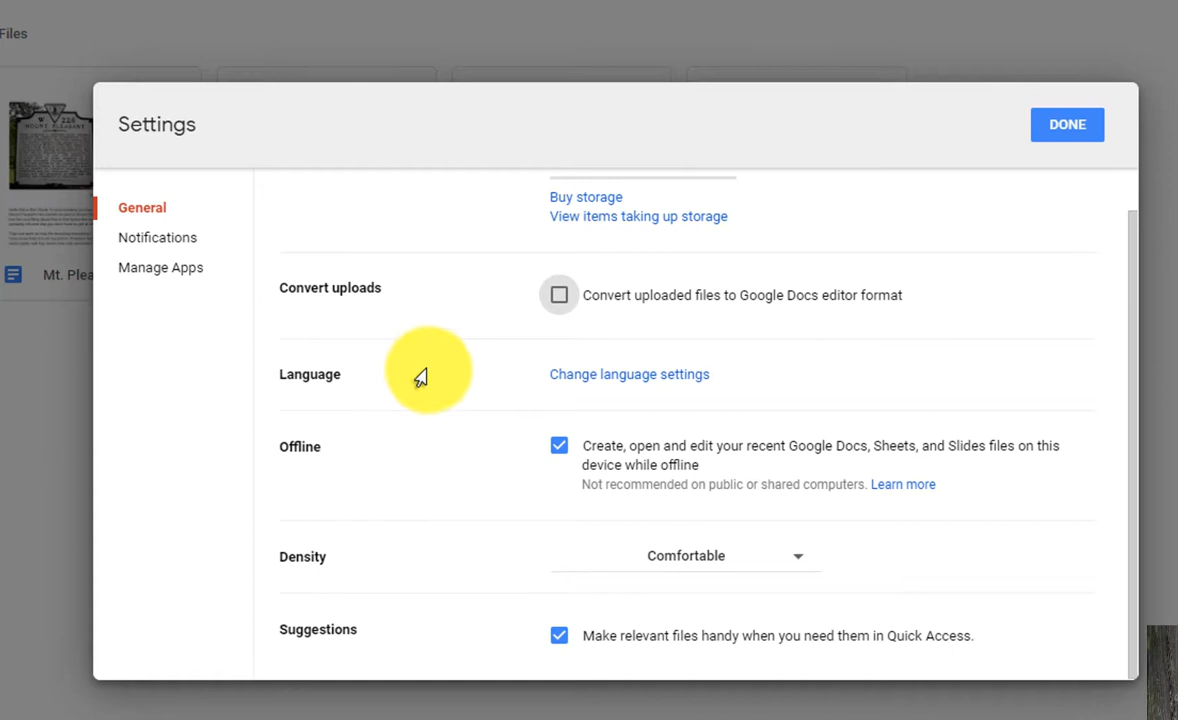 Files
Settings
DONE
General
Notifications
Manage Apps
Buy storage
View items taking up storage
Convert uploads
Convert uploaded files to Google Docs editor format
Language
Change language settings
Offline
Create, open and edit your recent Google Docs, Sheets, and Slides files on this
device while offline
Not recommended on public or shared computers. Learn more
Density
Comfortable
Suggestions
Make relevant files handy when you need them in Quick Access.
W 226
MOUNT PLEASANT
Mt. Plea